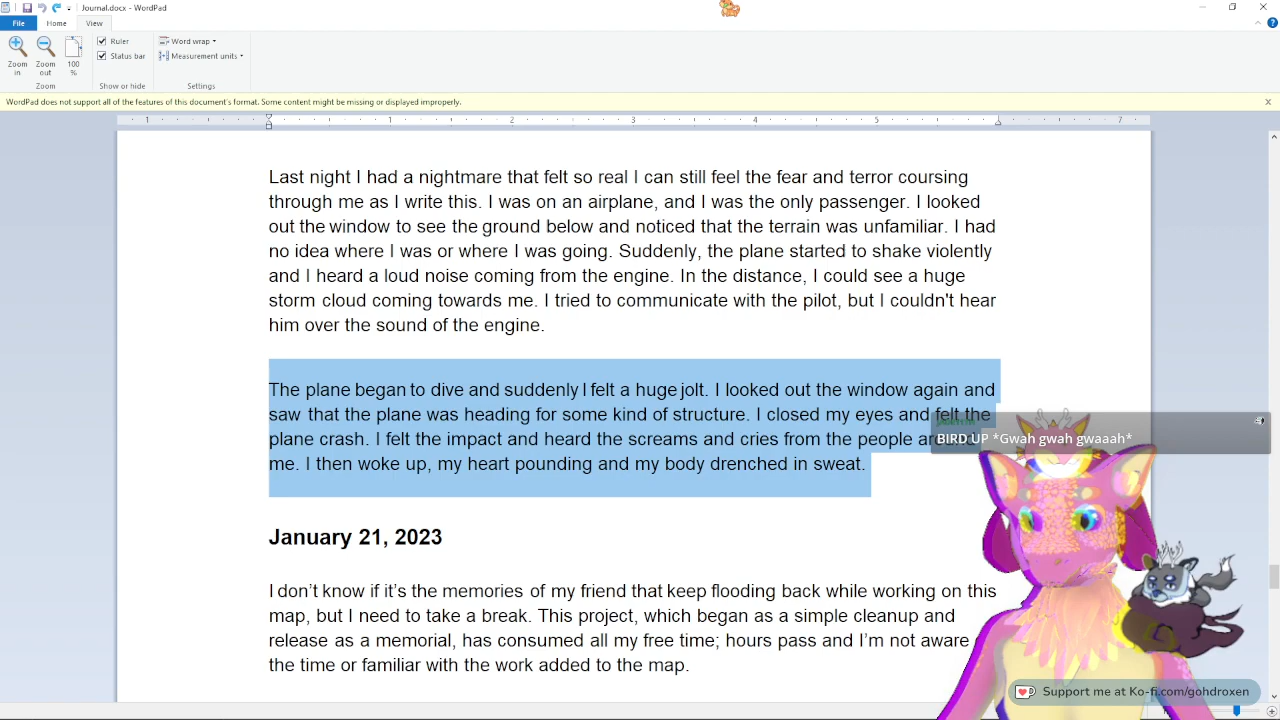 Journal.docx - WordPad
File
Home
View
Zoom in
Zoom out
100 %
Ruler
Status bar
Word wrap
Measurement units
Zoom
Show or hide
Settings
WordPad does not support all of the features of this document's format. Some content might be missing or displayed improperly.
1 1 2 3 4 5 7
Last night I had a nightmare that felt so real I can still feel the fear and terror coursing
through me as I write this. I was on an airplane, and I was the only passenger. I looked
out the window to see the ground below and noticed that the terrain was unfamiliar. I had
no idea where I was or where I was going. Suddenly, the plane started to shake violently
and I heard a loud noise coming from the engine. In the distance, I could see a huge
storm cloud coming towards me. I tried to communicate with the pilot, but I couldn't hear
him over the sound of the engine.
The plane began to dive and suddenly I felt a huge jolt. I looked out the window again and
saw that the plane was heading for some kind of structure. I closed my eyes and felt the
plane crash. I felt the impact and heard the screams and cries from the people around
me. I then woke up, my heart pounding and my body drenched in sweat.
BIRD UP *Gwah gwah gwaaah*
January 21, 2023
I don’t know if it’s the memories of my friend that keep flooding back while working on this
map, but I need to take a break. This project, which began as a simple cleanup and
release as a memorial, has consumed all my free time; hours pass and I’m not aware
the time or familiar with the work added to the map.
Support me at Ko-fi.com/gohdroxen